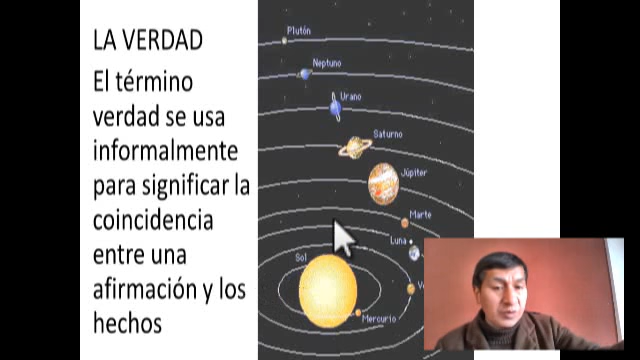 LA VERDAD
El término
verdad se usa
informalmente
para significar la
coincidencia
entre una
afirmación y los
hechos
Plutón
Neptuno
Urano
Saturno
Júpiter
Marte
Luna
Sol
Mercurio